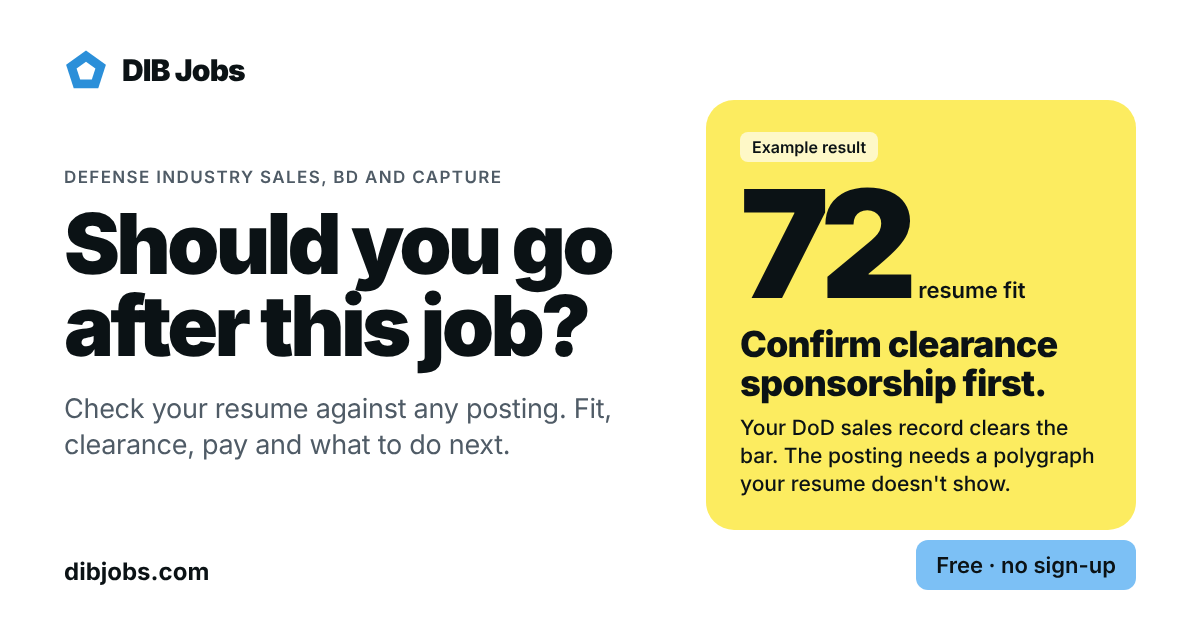 DIB Jobs
DEFENSE INDUSTRY SALES, BD AND CAPTURE
Should you go
after this job?
Check your resume against any posting. Fit,
clearance, pay and what to do next.
dibjobs.com
Example result
72 resume fit
Confirm clearance
sponsorship first.
Your DoD sales record clears the
bar. The posting needs a polygraph
your resume doesn't show.
Free · no sign-up